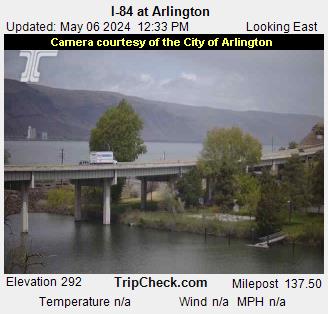 I-84 at Arlington
Updated: May 06 2024 12:33 PM Looking East
Camera courtesy of the City of Arlington
Elevation 292 TripCheck.com Milepost 137.50
Temperature n/a Wind n/a MPH n/a